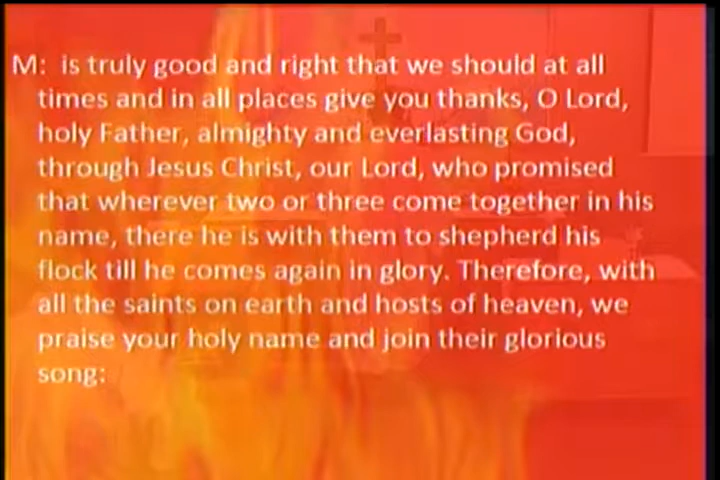 M: is truly good and right that we should at all
times and in all places give you thanks, O Lord,
holy Father, almighty and everlasting God,
through Jesus Christ, our Lord, who promised
that wherever two or three come together in his
name, there he is with them to shepherd his
flock till he comes again in glory. Therefore, with
all the saints on earth and hosts of heaven, we
praise your holy name and join their glorious
song: